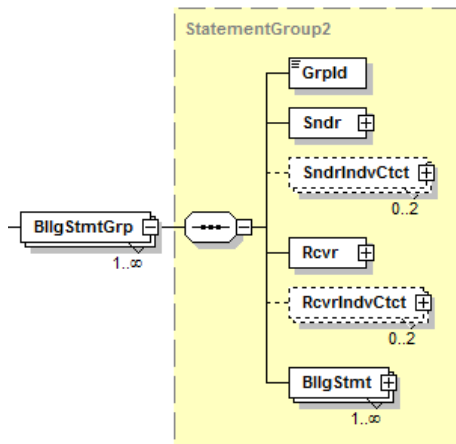 StatementGroup2
GrpId
Sndr
SndrIndvCtct
0..2
BllgStmtGrp
1..∞
Rcvr
RcvrIndvCtct
0..2
BllgStmt
1..∞